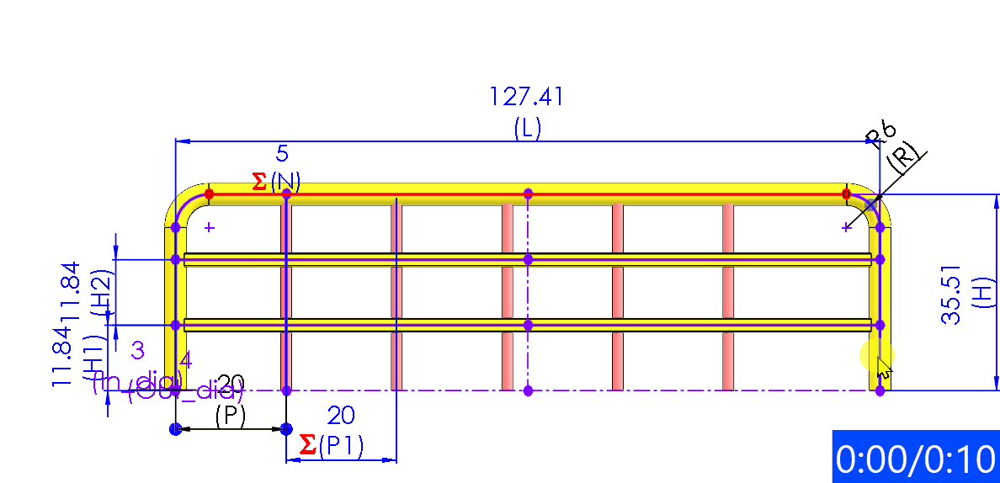 127.41
(L)
R6
(R)
5
Σ(N)
11.84
(H2)
35.51
(H)
11.84
(H1)
3
(In_dia)
4
(Out_dia)
20
(P)
20
Σ(P1)
0:00/0:10